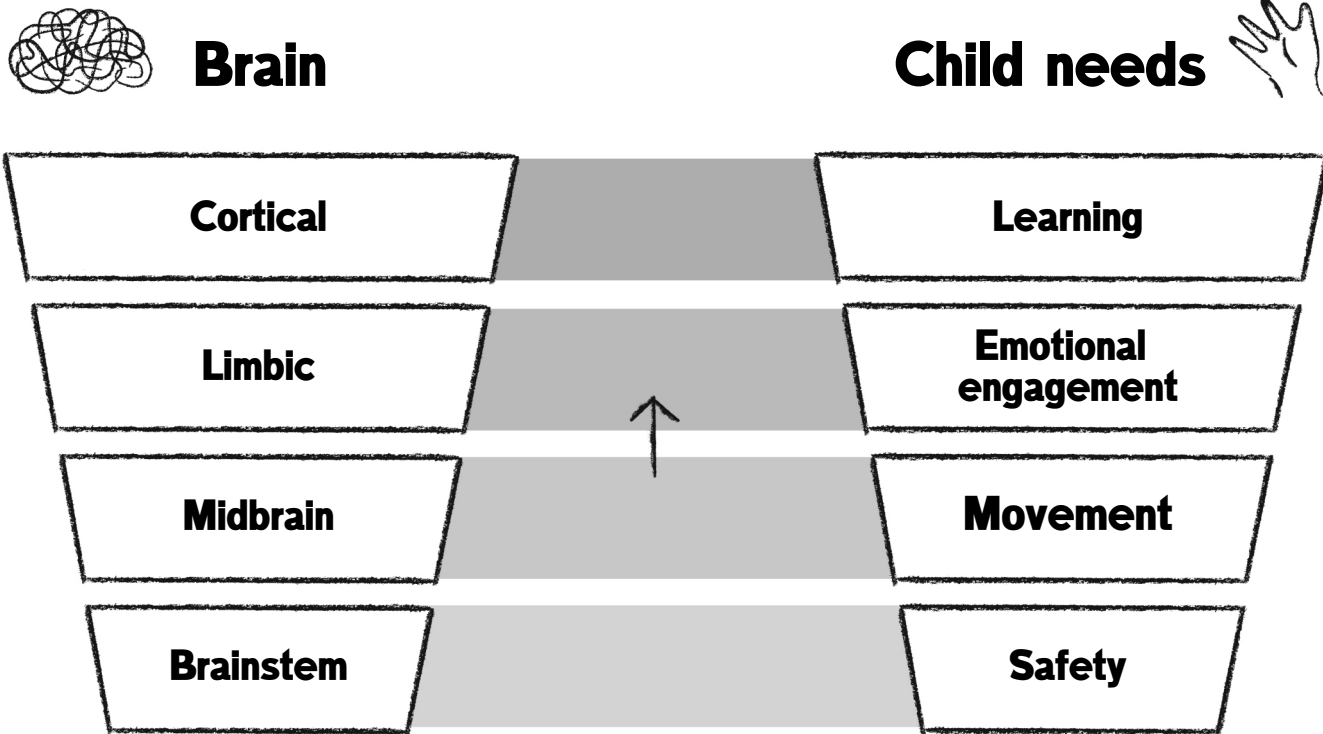 Brain
Child needs
Cortical
Learning
Limbic
Emotional
engagement
Midbrain
Movement
Brainstem
Safety